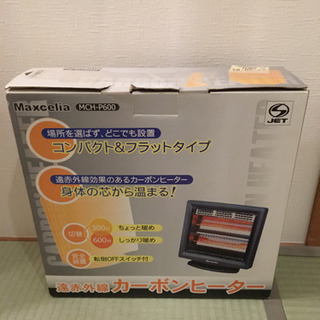 Maxcelia MCH-P600
場所を選ばず、どこでも設置
コンパクト&フラットタイプ
JET
遠赤外線効果のあるカーボンヒーター
身体の芯から温まる!
切替
300W ちょっと暖め
600W しっかり暖め
安全設計 転倒OFFスイッチ付
遠赤外線 カーボンヒーター